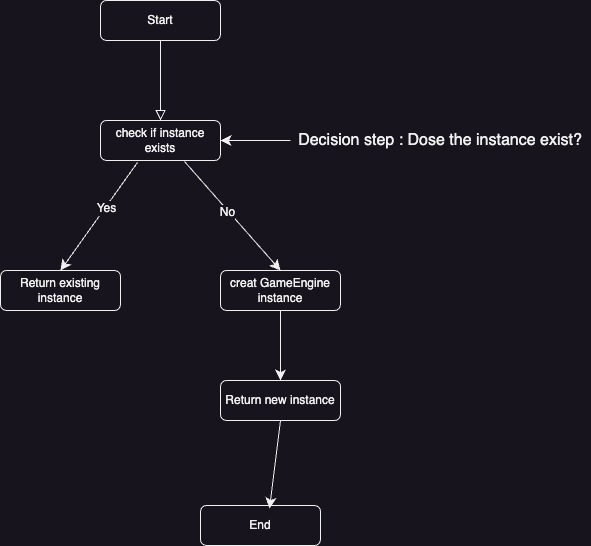 Start
check if instance
exists
Decision step : Dose the instance exist?
Yes
No
Return existing
instance
creat GameEngine
instance
Return new instance
End